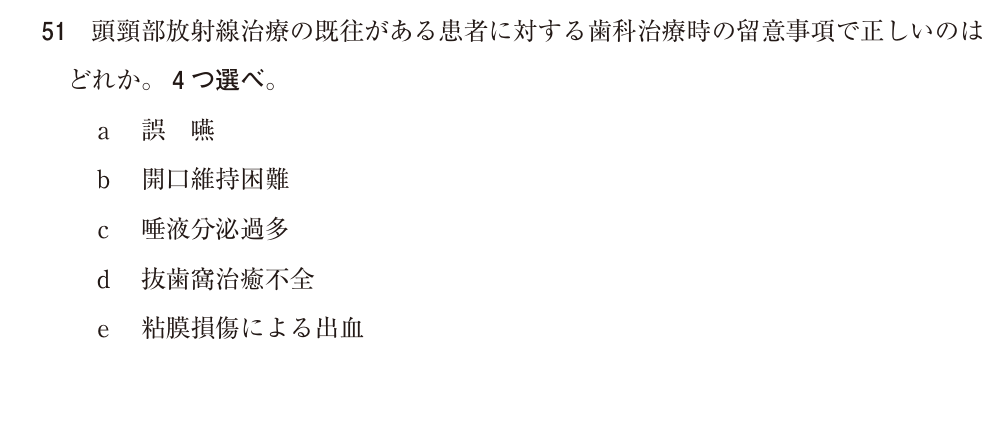 51 頭頸部放射線治療の既往がある患者に対する歯科治療時の留意事項で正しいのは
どれか。4つ選べ。
a 誤 嚥
b 開口維持困難
c 唾液分泌過多
d 抜歯窩治癒不全
e 粘膜損傷による出血